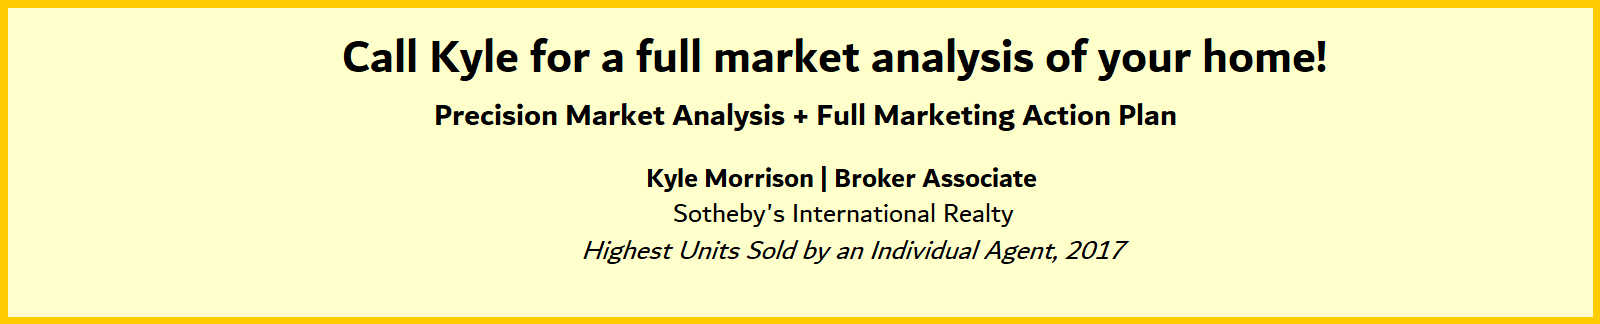 Call Kyle for a full market analysis of your home!
Precision Market Analysis + Full Marketing Action Plan
Kyle Morrison | Broker Associate
Sotheby's International Realty
Highest Units Sold by an Individual Agent, 2017